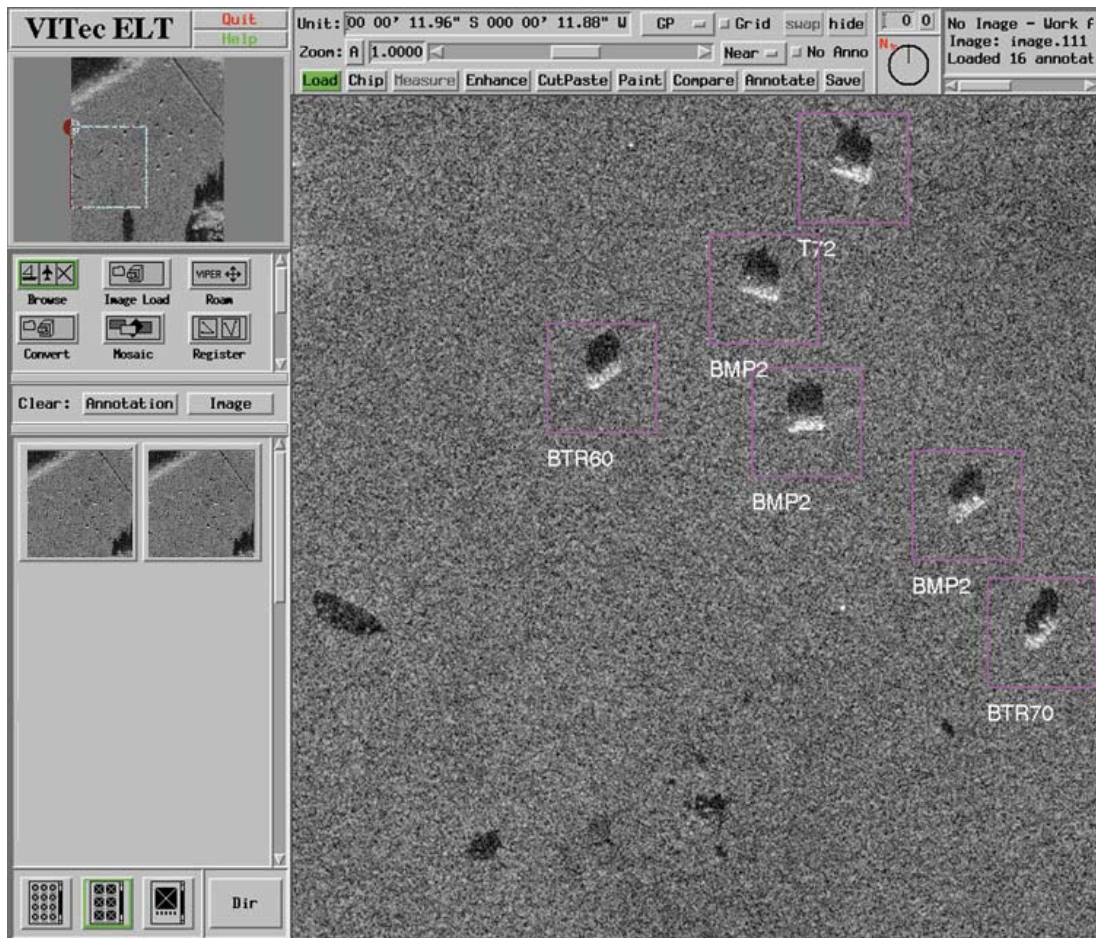 VITec ELT
Quit
Help
Unit: 00 00' 11.96" S 000 00' 11.88" W GP Grid swap hide
Zoom: A 1.0000 Near No Anno
Load Chip Measure Enhance CutPaste Paint Compare Annotate Save
0 0
N
No Image - Work
Image: image.111
Loaded 16 annotat
VIPER
Browse Image Load Roam
Convert Mosaic Register
Clear: Annotation Image
Dir
T72
BMP2
BTR60
BMP2
BMP2
BTR70